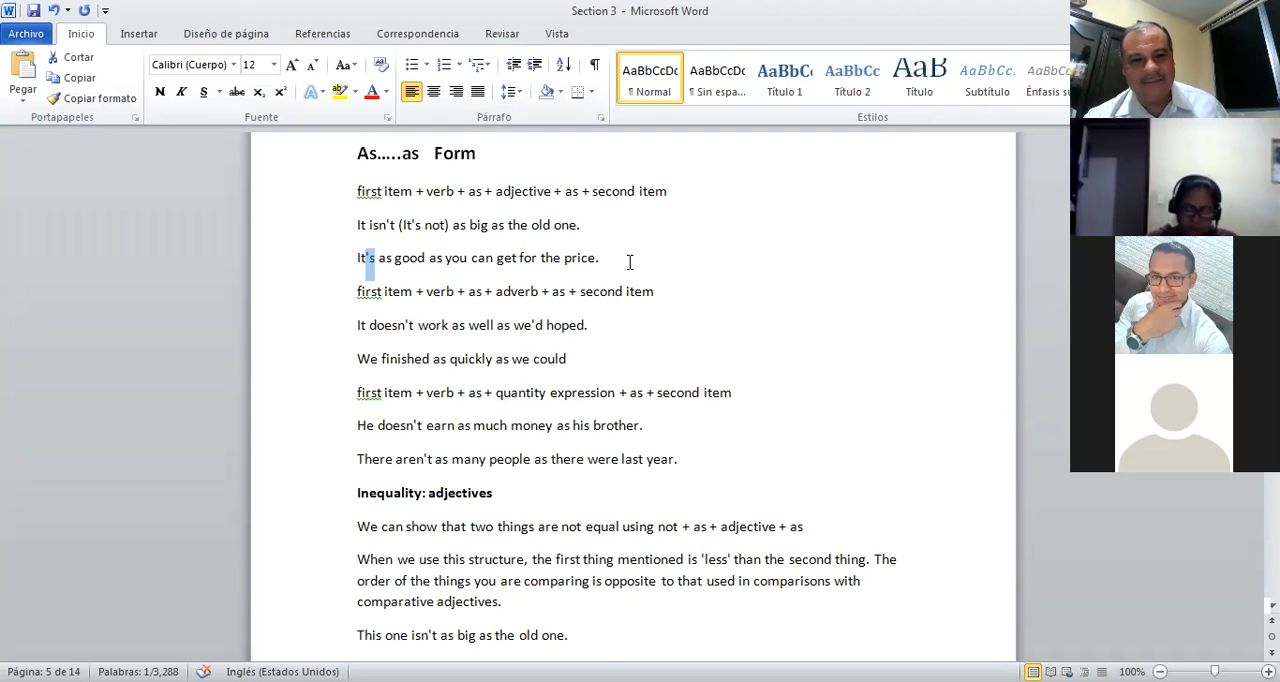 Section 3 - Microsoft Word
Archivo Inicio Insertar Diseño de página Referencias Correspondencia Revisar Vista
Pegar
Cortar
Copiar
Copiar formato
Portapapeles
Calibri (Cuerpo) 12
N K S abc x₂ x² A ab A
Fuente
Párrafo
AaBbCcDc AaBbCcDc AaBbC AaBbCc AaB AaBbCc AaBbCc
¶ Normal ¶ Sin espa... Título 1 Título 2 Título Subtítulo Énfasis s
Estilos
As.....as Form
first item + verb + as + adjective + as + second item
It isn't (It's not) as big as the old one.
It's as good as you can get for the price.
first item + verb + as + adverb + as + second item
It doesn't work as well as we'd hoped.
We finished as quickly as we could
first item + verb + as + quantity expression + as + second item
He doesn't earn as much money as his brother.
There aren't as many people as there were last year.
Inequality: adjectives
We can show that two things are not equal using not + as + adjective + as
When we use this structure, the first thing mentioned is 'less' than the second thing. The
order of the things you are comparing is opposite to that used in comparisons with
comparative adjectives.
This one isn't as big as the old one.
Página: 5 de 14 Palabras: 1/3,288 Inglés (Estados Unidos) 100%